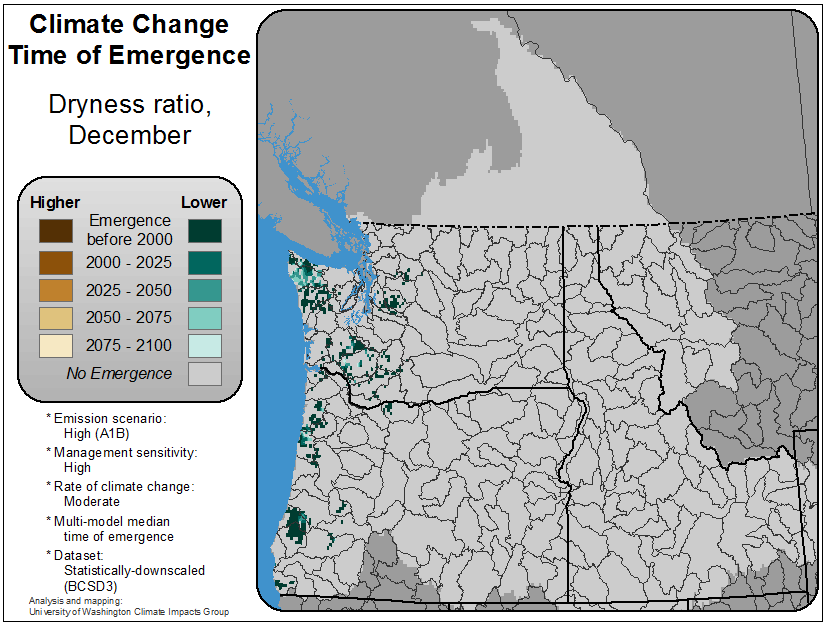 Climate Change
Time of Emergence
Dryness ratio,
December
Higher
Lower
Emergence
before 2000
2000 - 2025
2025 - 2050
2050 - 2075
2075 - 2100
No Emergence
* Emission scenario:
High (A1B)
* Management sensitivity:
High
* Rate of climate change:
Moderate
* Multi-model median
time of emergence
* Dataset:
Statistically-downscaled
(BCSD3)
Analysis and mapping:
University of Washington Climate Impacts Group